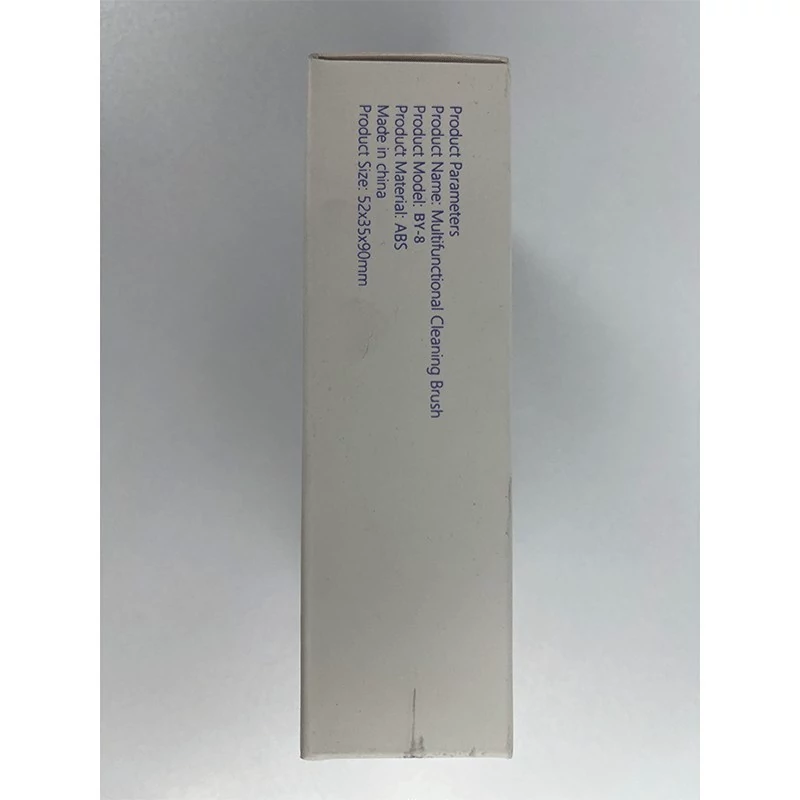 Product Parameters
Product Name: Multifunctional Cleaning Brush
Product Model: BY-8
Product Material: ABS
Made in china
Product Size: 52x35x90mm